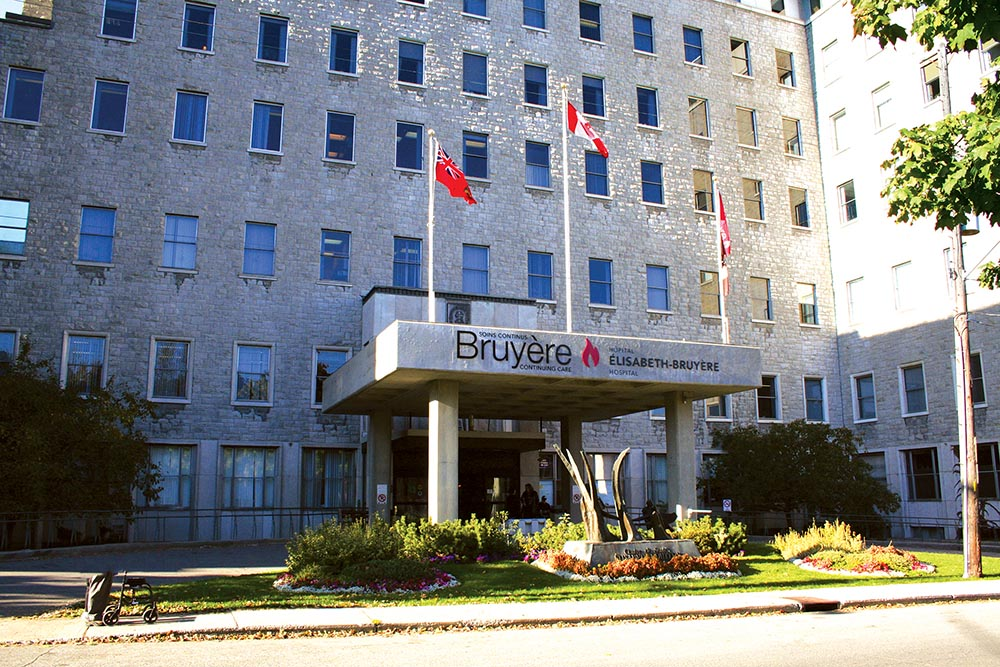 SOINS CONTINUS
Bruyère
CONTINUING CARE
HÔPITAL
ÉLISABETH-BRUYÈRE
HOSPITAL